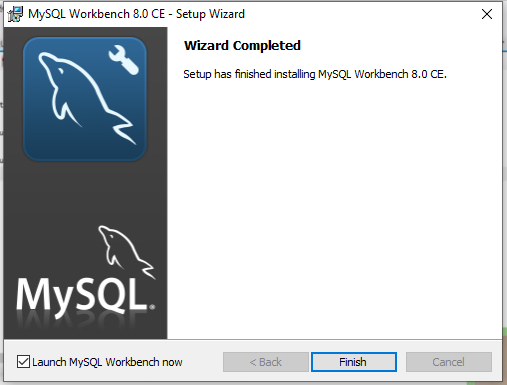 MySQL Workbench 8.0 CE - Setup Wizard
Wizard Completed
Setup has finished installing MySQL Workbench 8.0 CE.
MySQL®
Launch MySQL Workbench now
< Back
Finish
Cancel